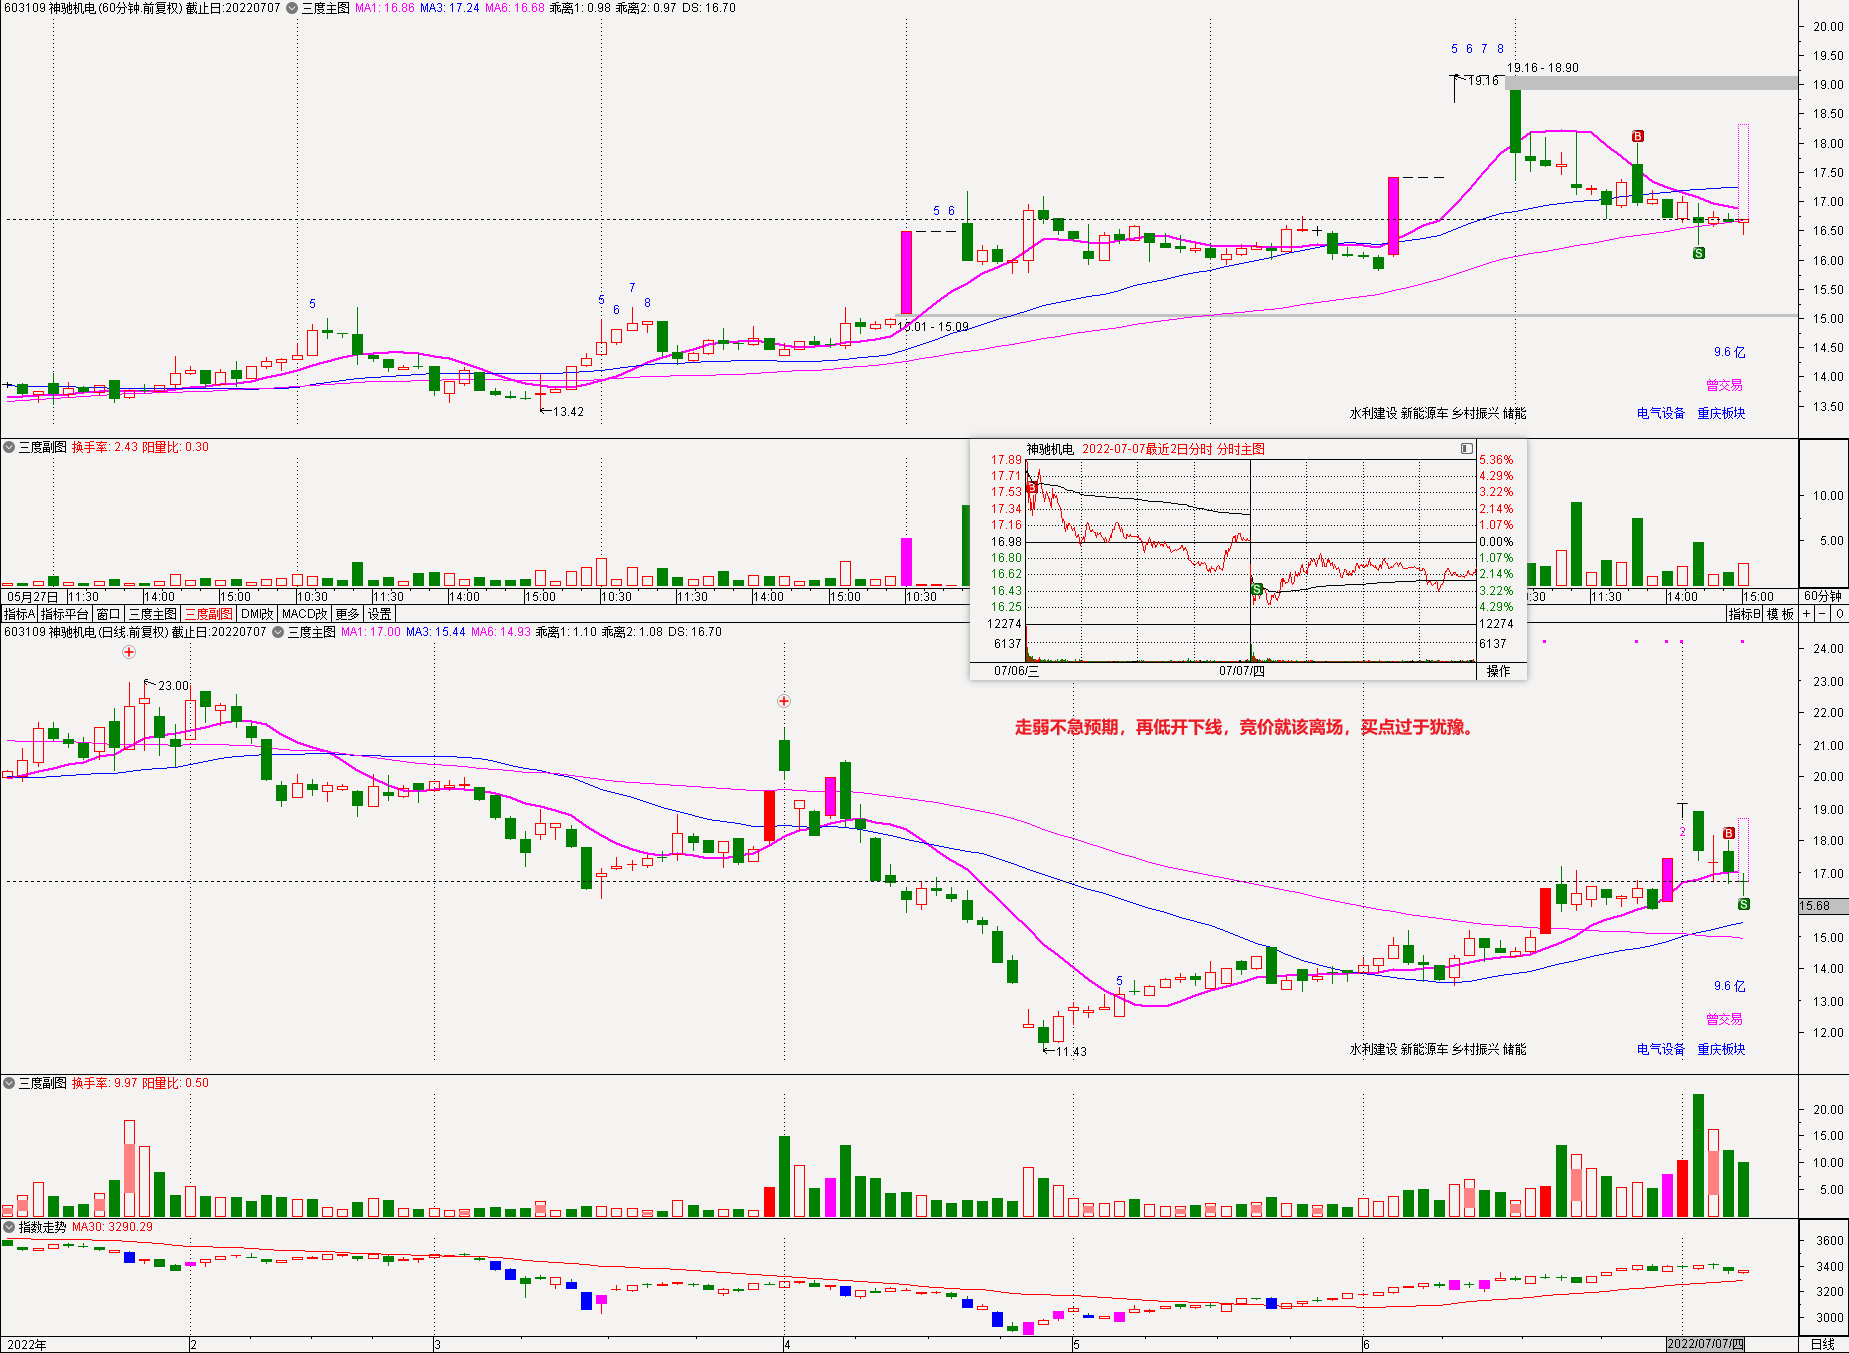 603109 神驰机电(60分钟.前复权) 截止日:20220707 三度主图 MA1: 16.86 MA3: 17.24 MA6: 16.68 乖离1: 0.98 乖离2: 0.97 DS: 16.70
20.00
19.50
19.00
18.50
18.00
17.50
17.00
16.50
16.00
15.50
15.00
14.50
14.00
13.50
5 6 7 8
19.16 - 18.90
19.16
B
5 6
S
5
5
6
7
8
15.01 - 15.09
13.42
9.6 亿
曾交易
水利建设 新能源车 乡村振兴 储能
电气设备 重庆板块
三度副图 换手率: 2.43 阳量比: 0.30
10.00
5.00
05月27日 11:30 14:00 15:00 10:30 11:30 14:00 15:00 10:30 11:30 14:00 15:00 10:30
:30 11:30 14:00 15:00 60分钟
神驰机电 2022-07-07最近2日分时 分时主图
17.89 5.36%
17.71 4.29%
17.53 3.22%
17.34 2.14%
17.16 1.07%
16.98 0.00%
16.80 1.07%
16.62 2.14%
16.43 3.22%
16.25 4.29%
12274 12274
6137 6137
B
S
07/06/三 07/07/四 操作
指标A 指标平台 窗口 三度主图 三度副图 DM改 MACD改 更多 设置
指标B 模 板 + - 0
603109 神驰机电(日线.前复权) 截止日:20220707 三度主图 MA1: 17.00 MA3: 15.44 MA6: 14.93 乖离1: 1.10 乖离2: 1.08 DS: 16.70
24.00
23.00
22.00
21.00
20.00
19.00
18.00
17.00
15.68
15.00
14.00
13.00
12.00
23.00
走弱不急预期，再低开下线，竞价就该离场，买点过于犹豫。
2
B
S
5
11.43
9.6 亿
曾交易
水利建设 新能源车 乡村振兴 储能
电气设备 重庆板块
三度副图 换手率: 9.97 阳量比: 0.50
20.00
15.00
10.00
5.00
指数走势 MA30: 3290.29
3600
3400
3200
3000
2022年 2 3 4 5 6 2022/07/07/四 日线